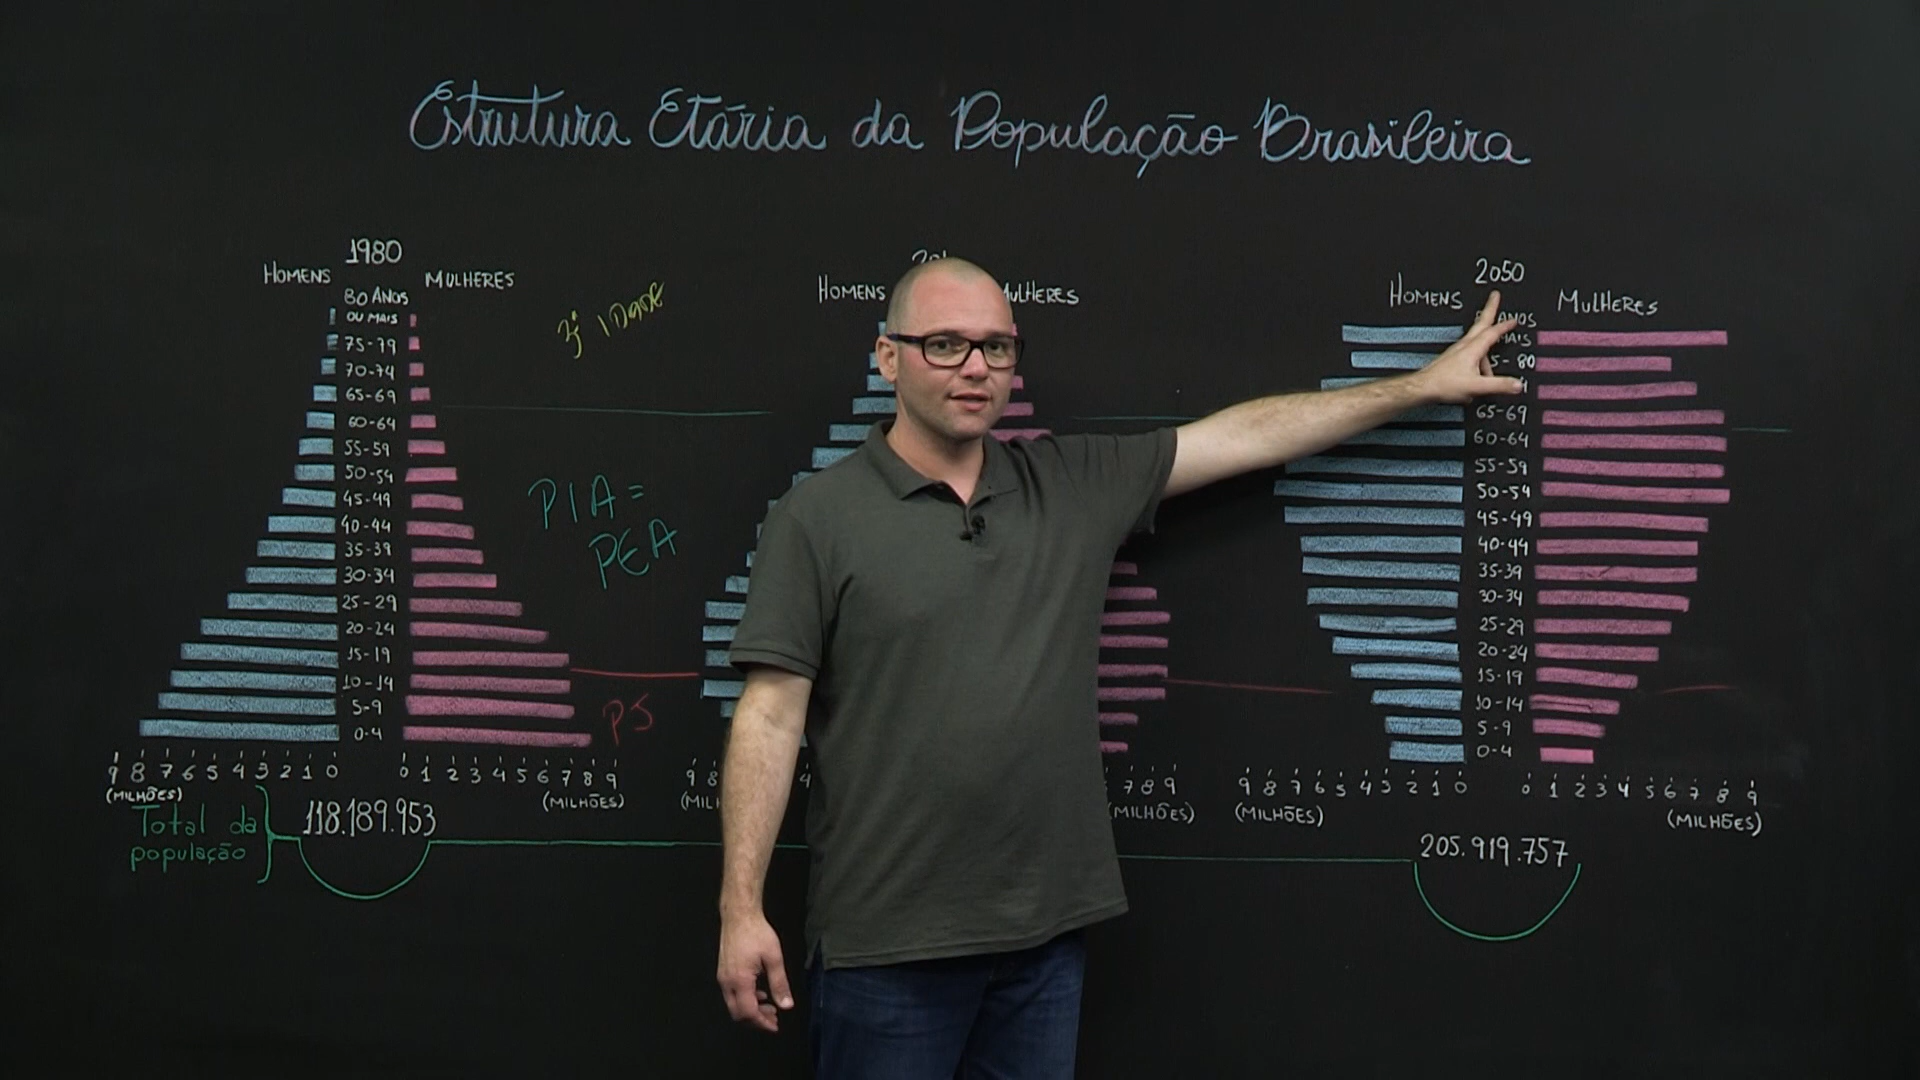 Estrutura Etária da População Brasileira
1980
HOMENS
MULHERES
80 ANOS
OU MAIS
75-79
70-74
65-69
60-64
55-59
50-54
45-49
40-44
35-39
30-34
25-29
20-24
15-19
10-14
5-9
0-4
9 8 7 6 5 4 3 2 1 0
0 1 2 3 4 5 6 7 8 9
(MILHÕES)
(MILHÕES)
Total da
população
118.189.953
3ª IDADE
PIA =
PEA
PJ
HOMENS
9 8
7 8 9
(MILHÕES)
2050
HOMENS
MULHERES
65-69
60-64
55-59
50-54
45-49
40-44
35-39
30-34
25-29
20-24
15-19
10-14
5-9
0-4
9 8 7 6 5 4 3 2 1 0
0 1 2 3 4 5 6 7 8 9
(MILHÕES)
(MILHÕES)
205.919.757